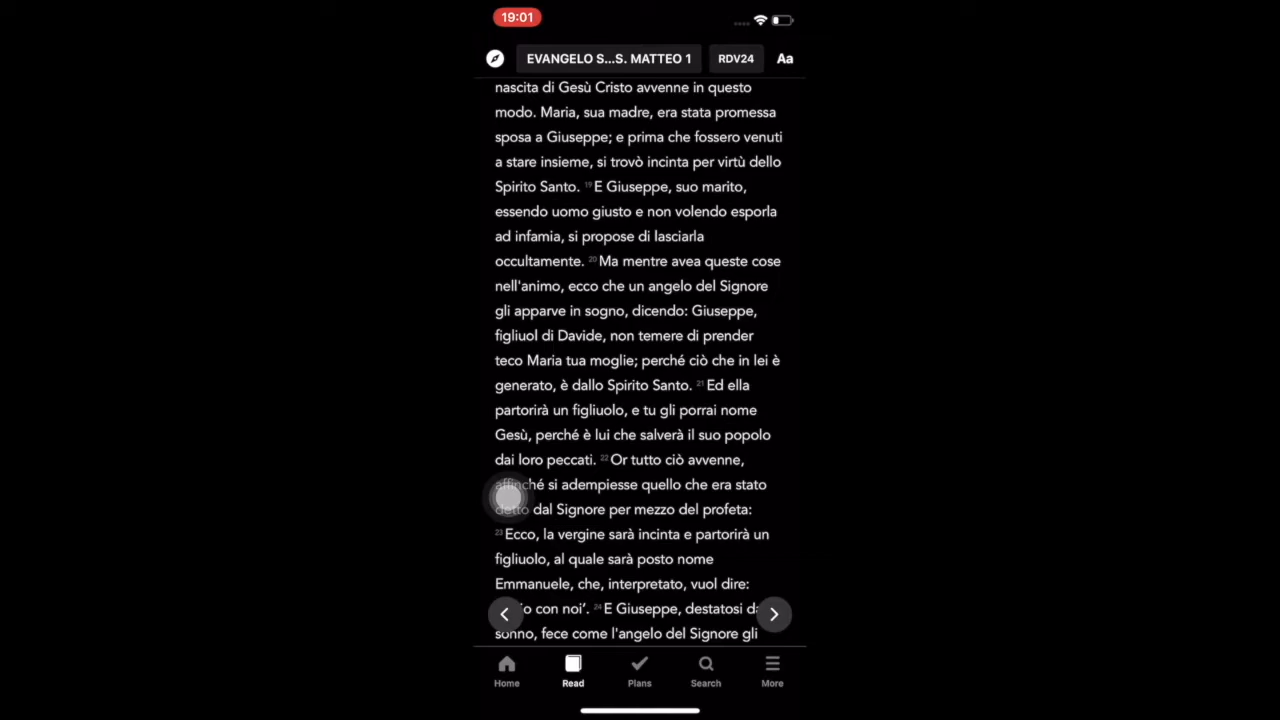 19:01
EVANGELO S...S. MATTEO 1
RDV24
Aa
nascita di Gesù Cristo avvenne in questo
modo. Maria, sua madre, era stata promessa
sposa a Giuseppe; e prima che fossero venuti
a stare insieme, si trovò incinta per virtù dello
Spirito Santo. 19 E Giuseppe, suo marito,
essendo uomo giusto e non volendo esporla
ad infamia, si propose di lasciarla
occultamente. 20 Ma mentre avea queste cose
nell'animo, ecco che un angelo del Signore
gli apparve in sogno, dicendo: Giuseppe,
figliuol di Davide, non temere di prender
teco Maria tua moglie; perché ciò che in lei è
generato, è dallo Spirito Santo. 21 Ed ella
partorirà un figliuolo, e tu gli porrai nome
Gesù, perché è lui che salverà il suo popolo
dai loro peccati. 22 Or tutto ciò avvenne,
affinché si adempiesse quello che era stato
detto dal Signore per mezzo del profeta:
23 Ecco, la vergine sarà incinta e partorirà un
figliuolo, al quale sarà posto nome
Emmanuele, che, interpretato, vuol dire:
con noi’. 24 E Giuseppe, destatosi
sonno, fece come l'angelo del Signore gli
Home
Read
Plans
Search
More